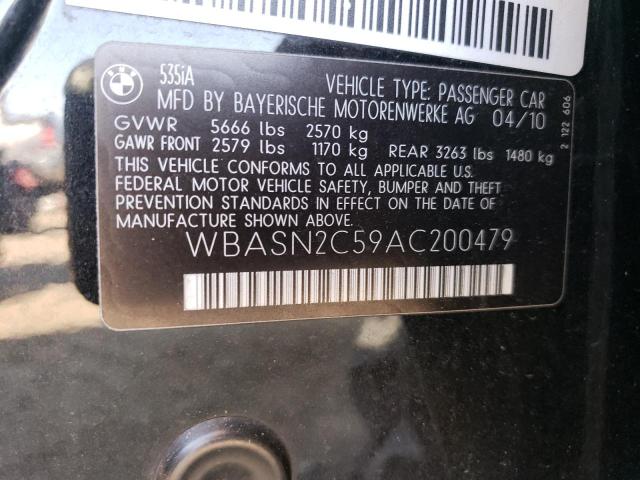 BMW
535iA
VEHICLE TYPE: PASSENGER CAR
MFD BY BAYERISCHE MOTORENWERKE AG 04/10
GVWR 5666 lbs 2570 kg
GAWR FRONT 2579 lbs 1170 kg REAR 3263 lbs 1480 kg
THIS VEHICLE CONFORMS TO ALL APPLICABLE U.S.
FEDERAL MOTOR VEHICLE SAFETY, BUMPER AND THEFT
PREVENTION STANDARDS IN EFFECT ON THE DATE OF
MANUFACTURE SHOWN ABOVE.
WBASN2C59AC200479
2 122 606